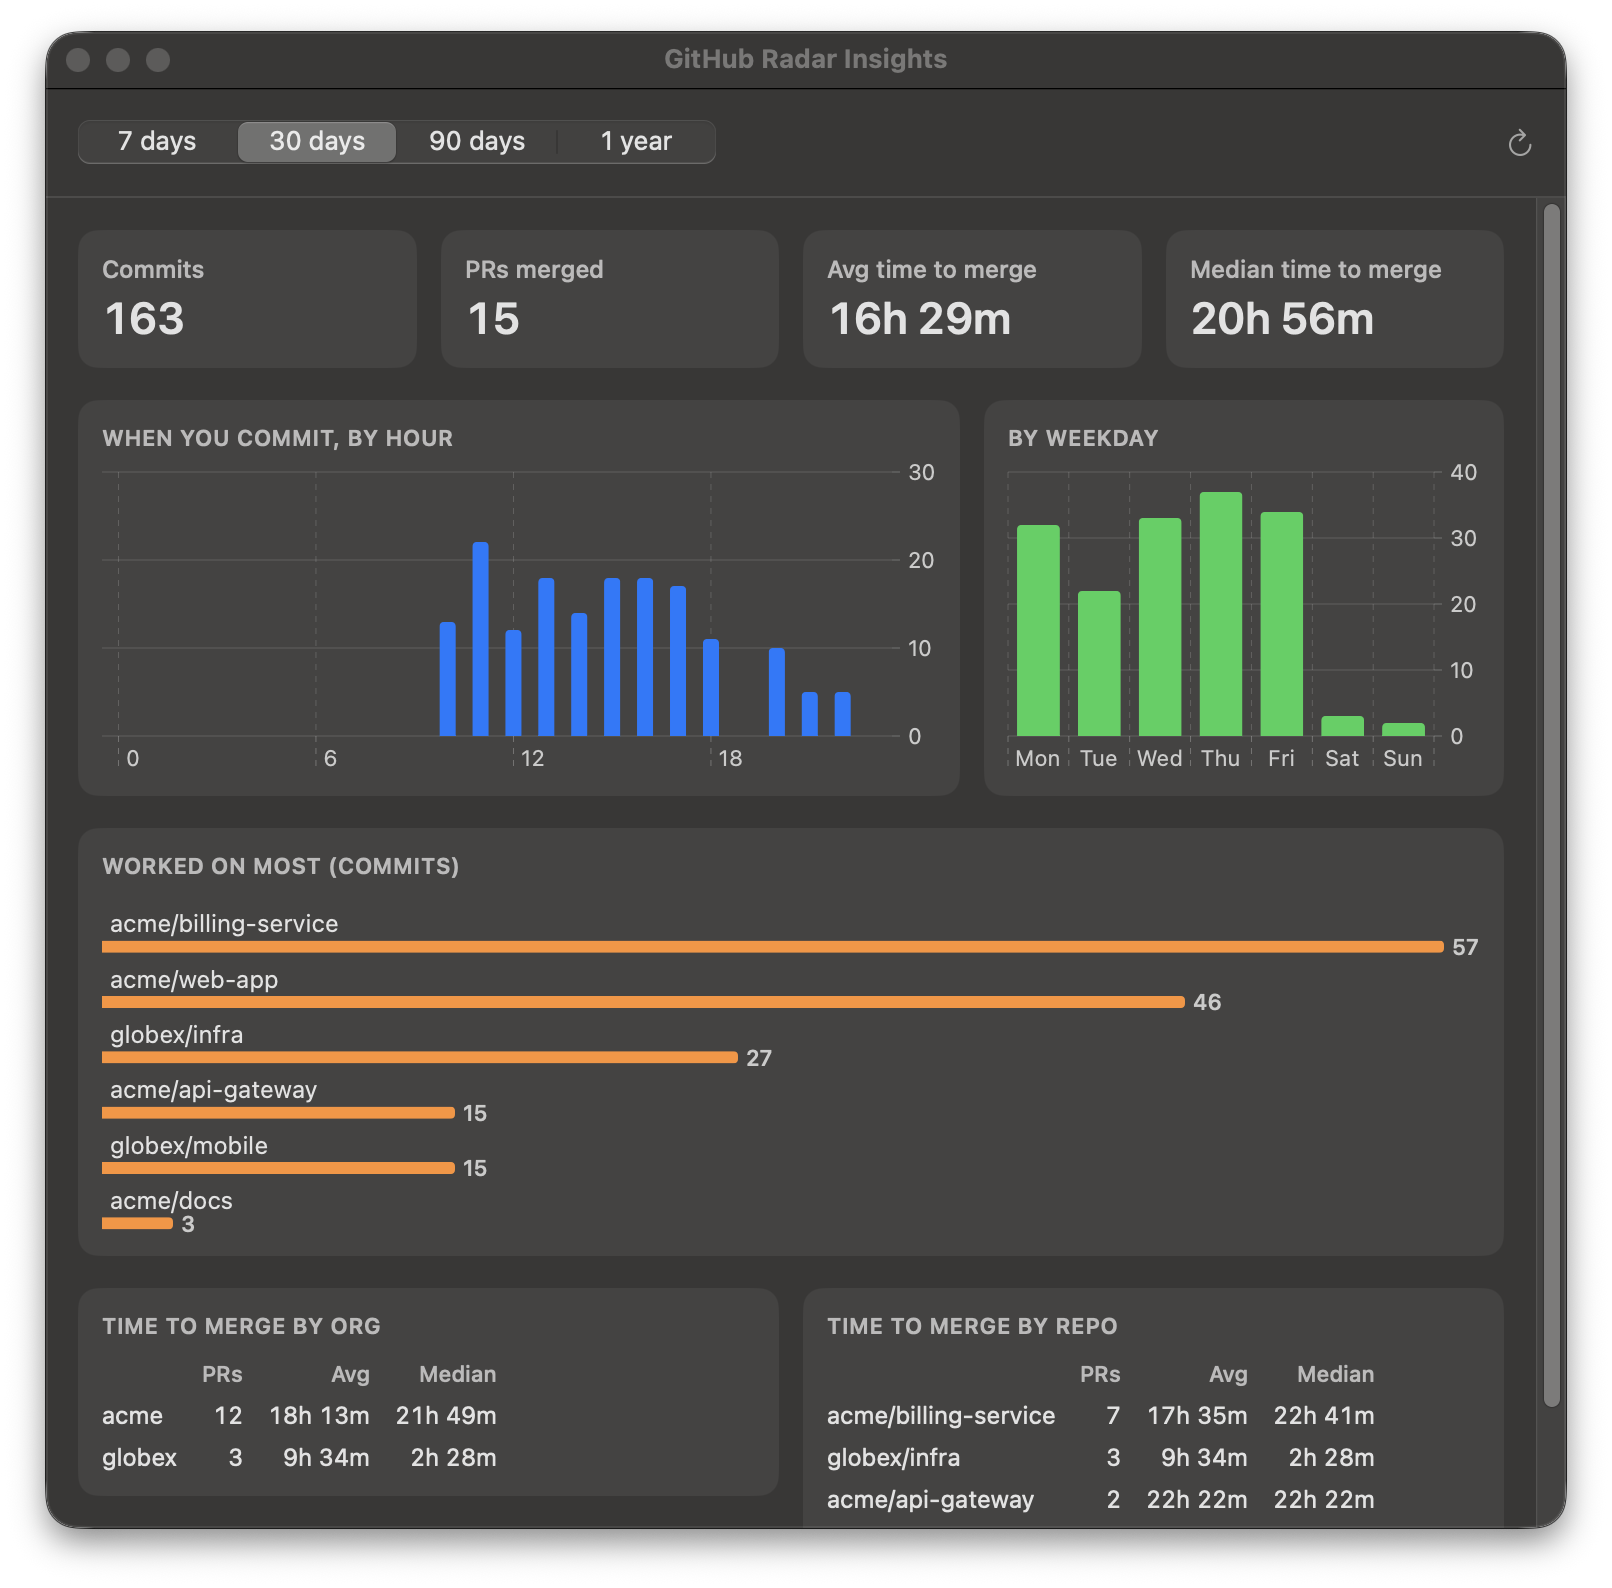 GitHub Radar Insights
7 days 30 days 90 days 1 year
Commits
163
PRs merged
15
Avg time to merge
16h 29m
Median time to merge
20h 56m
WHEN YOU COMMIT, BY HOUR
30
20
10
0
0 6 12 18
BY WEEKDAY
40
30
20
10
0
Mon Tue Wed Thu Fri Sat Sun
WORKED ON MOST (COMMITS)
acme/billing-service
57
acme/web-app
46
globex/infra
27
acme/api-gateway
15
globex/mobile
15
acme/docs
3
TIME TO MERGE BY ORG
PRs Avg Median
acme 12 18h 13m 21h 49m
globex 3 9h 34m 2h 28m
TIME TO MERGE BY REPO
PRs Avg Median
acme/billing-service 7 17h 35m 22h 41m
globex/infra 3 9h 34m 2h 28m
acme/api-gateway 2 22h 22m 22h 22m